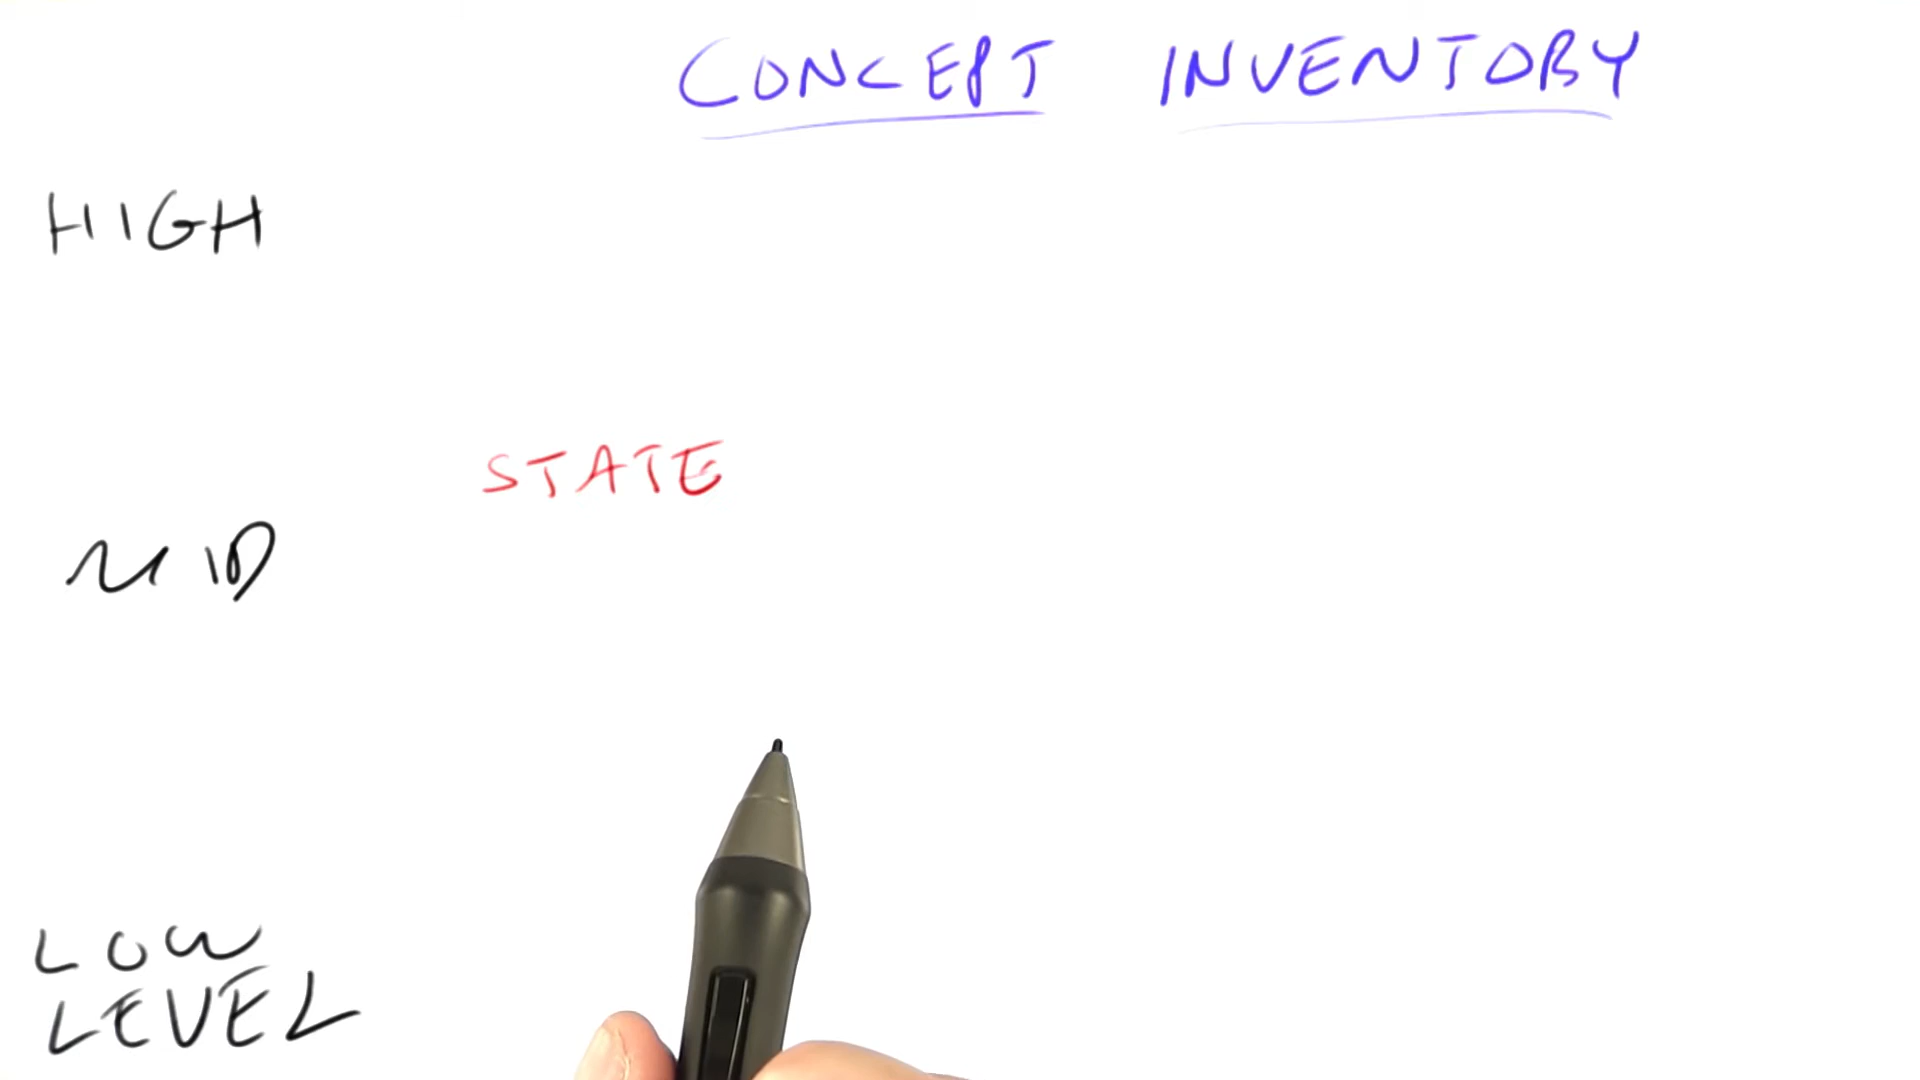 CONCEPT INVENTORY
HIGH
STATE
MID
LOW
LEVEL